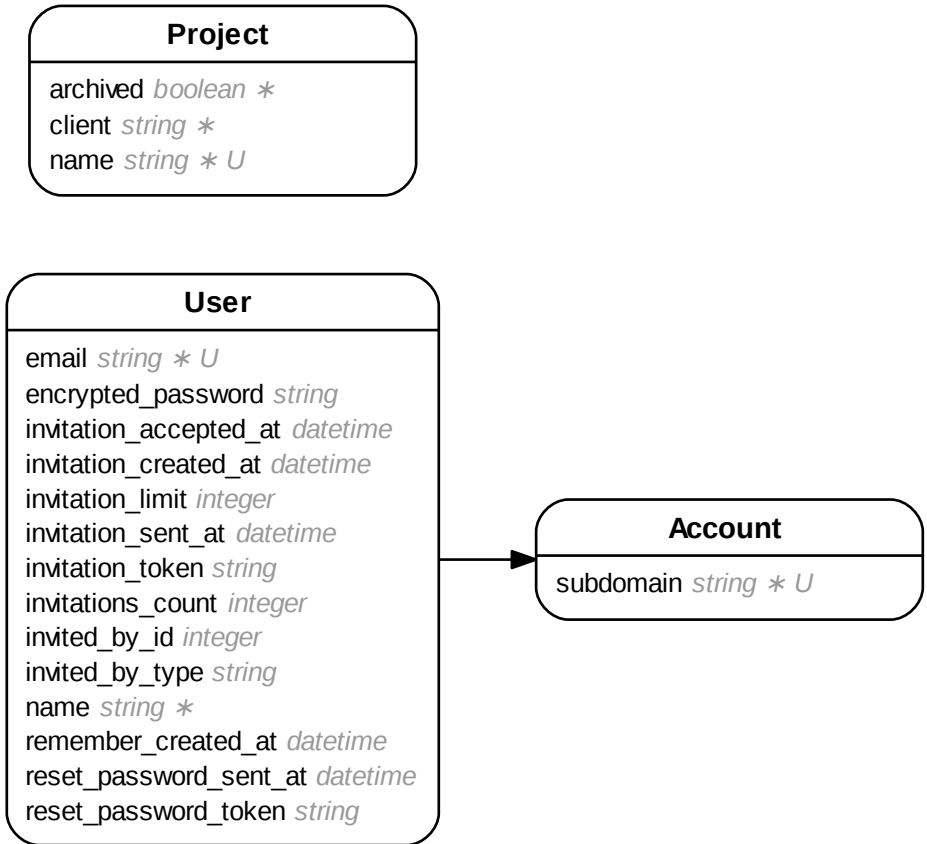 Project
archived boolean ∗
client string ∗
name string ∗ U
User
email string ∗ U
encrypted_password string
invitation_accepted_at datetime
invitation_created_at datetime
invitation_limit integer
invitation_sent_at datetime
invitation_token string
invitations_count integer
invited_by_id integer
invited_by_type string
name string ∗
remember_created_at datetime
reset_password_sent_at datetime
reset_password_token string
Account
subdomain string ∗ U